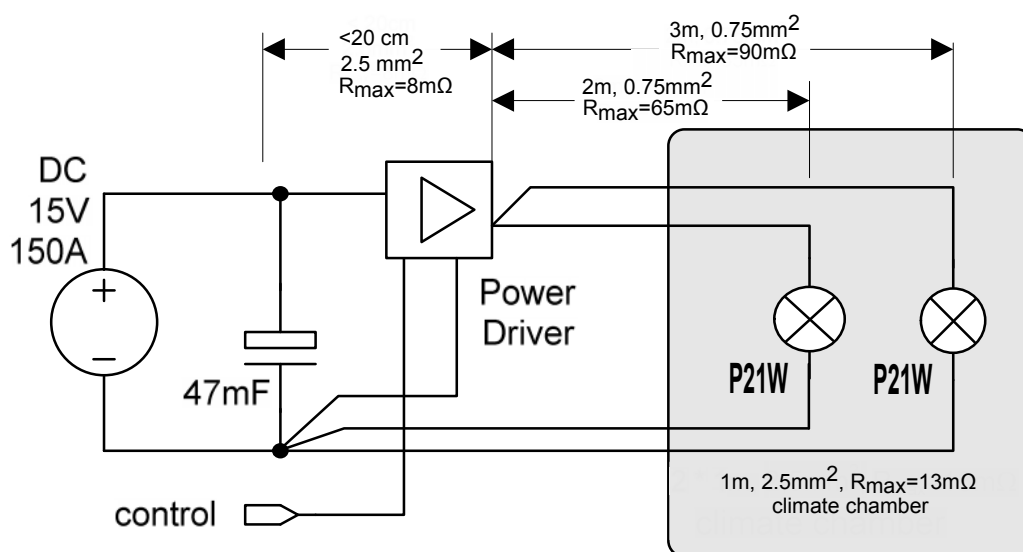 <20 cm
2.5 mm²
Rmax=8mΩ
3m, 0.75mm²
Rmax=90mΩ
2m, 0.75mm²
Rmax=65mΩ
DC
15V
150A
+
−
47mF
Power
Driver
P21W
P21W
control
1m, 2.5mm², Rmax=13mΩ
climate chamber